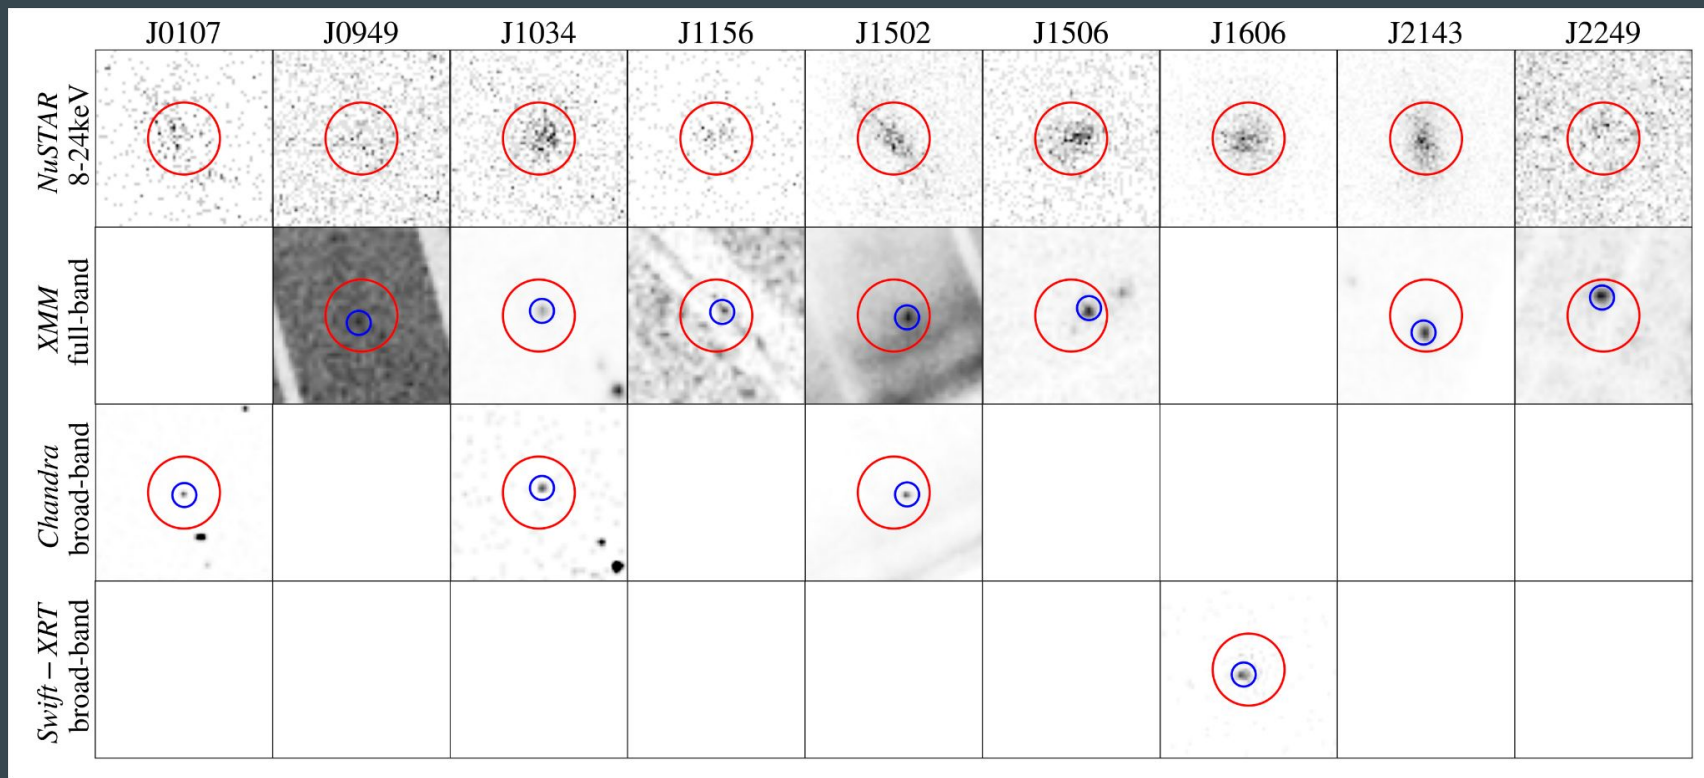 J0107 J0949 J1034 J1156 J1502 J1506 J1606 J2143 J2249
NuSTAR
8-24keV
XMM
full-band
Chandra
broad-band
Swift−XRT
broad-band